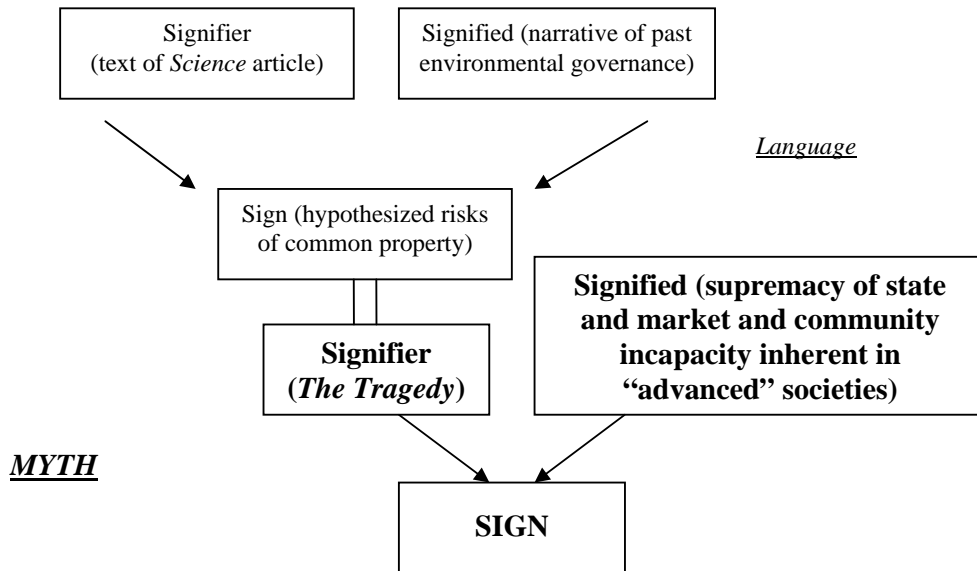 Signifier
(text of Science article)
Signified (narrative of past
environmental governance)
Language
Sign (hypothesized risks
of common property)
Signified (supremacy of state
and market and community
incapacity inherent in
“advanced” societies)
Signifier
(The Tragedy)
MYTH
SIGN